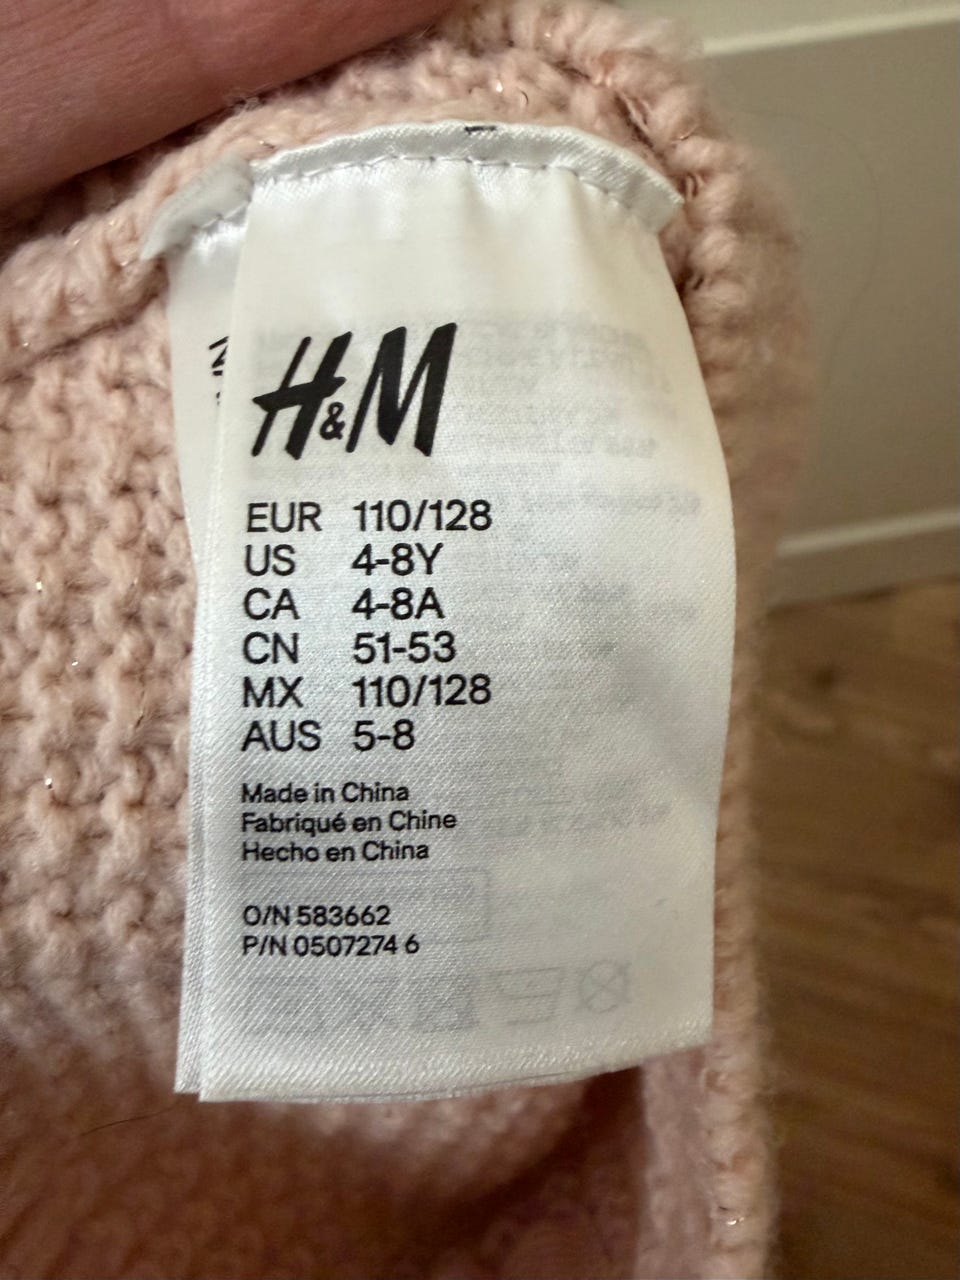 H&M
EUR 110/128
US 4-8Y
CA 4-8A
CN 51-53
MX 110/128
AUS 5-8
Made in China
Fabriqué en Chine
Hecho en China
O/N 583662
P/N 0507274 6